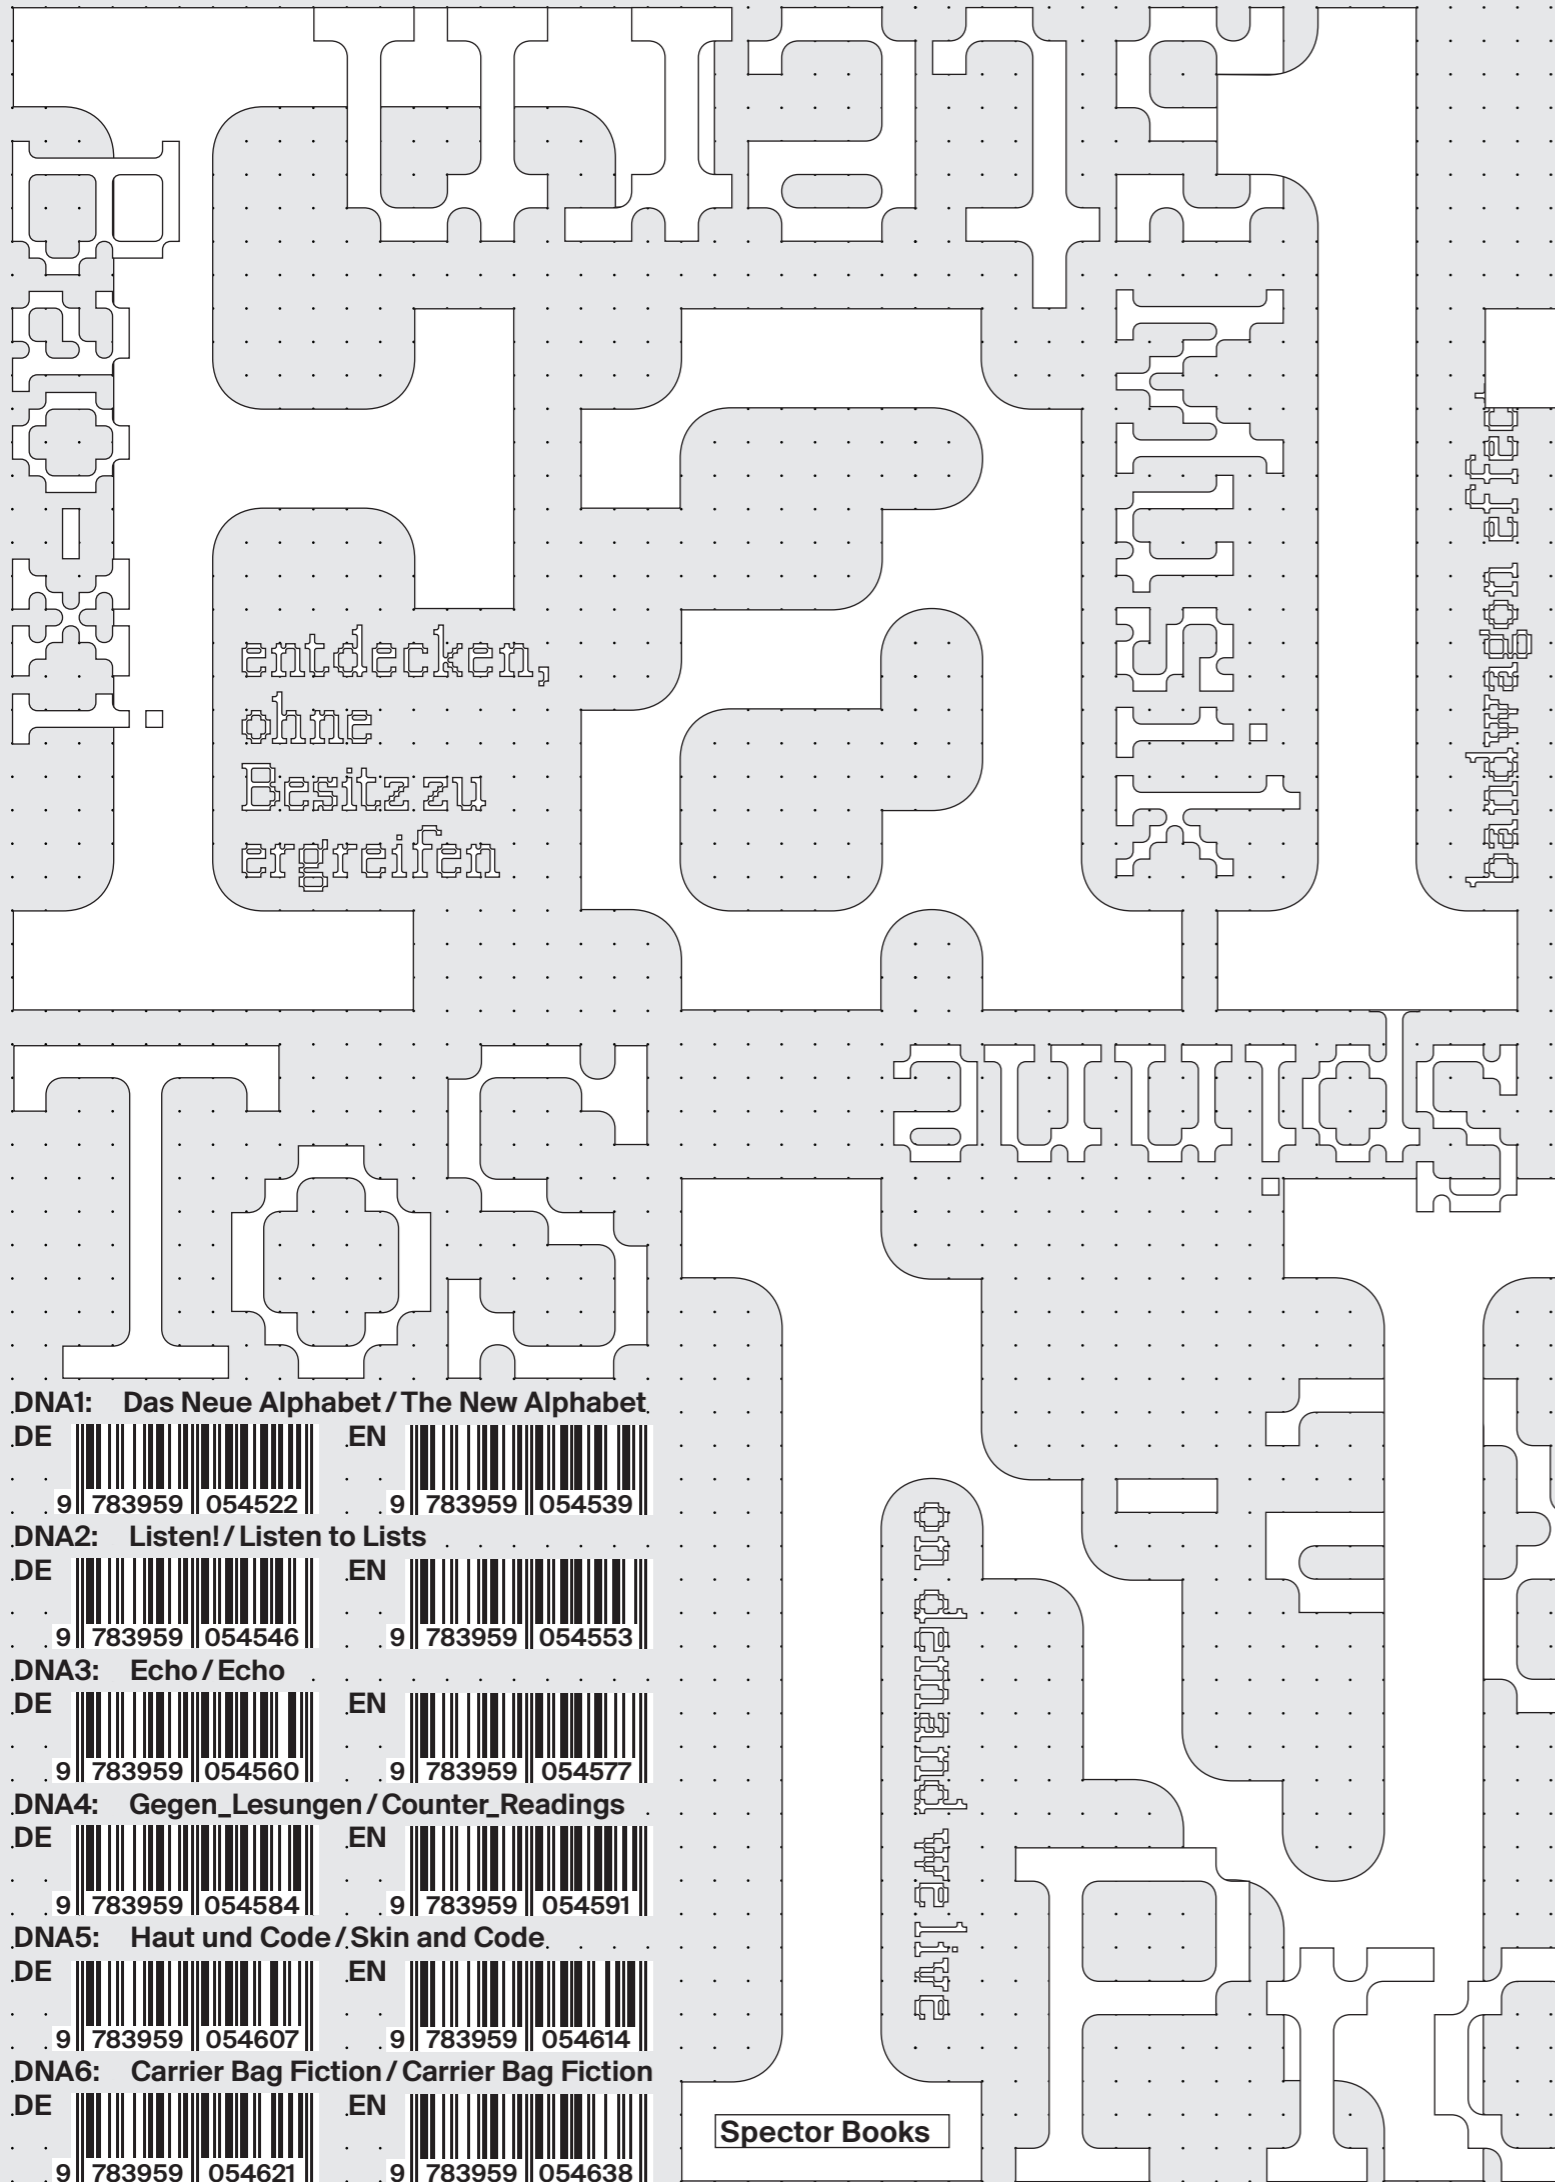 entdecken,
ohne
Besitz zu
ergreifen
Musik
bandwagon effect
on demand we live
DNA1: Das Neue Alphabet / The New Alphabet
DE EN
9 783959 054522 9 783959 054539
DNA2: Listen! / Listen to Lists
DE EN
9 783959 054546 9 783959 054553
DNA3: Echo / Echo
DE EN
9 783959 054560 9 783959 054577
DNA4: Gegen_Lesungen / Counter_Readings
DE EN
9 783959 054584 9 783959 054591
DNA5: Haut und Code / Skin and Code
DE EN
9 783959 054607 9 783959 054614
DNA6: Carrier Bag Fiction / Carrier Bag Fiction
DE EN
9 783959 054621 9 783959 054638
Spector Books